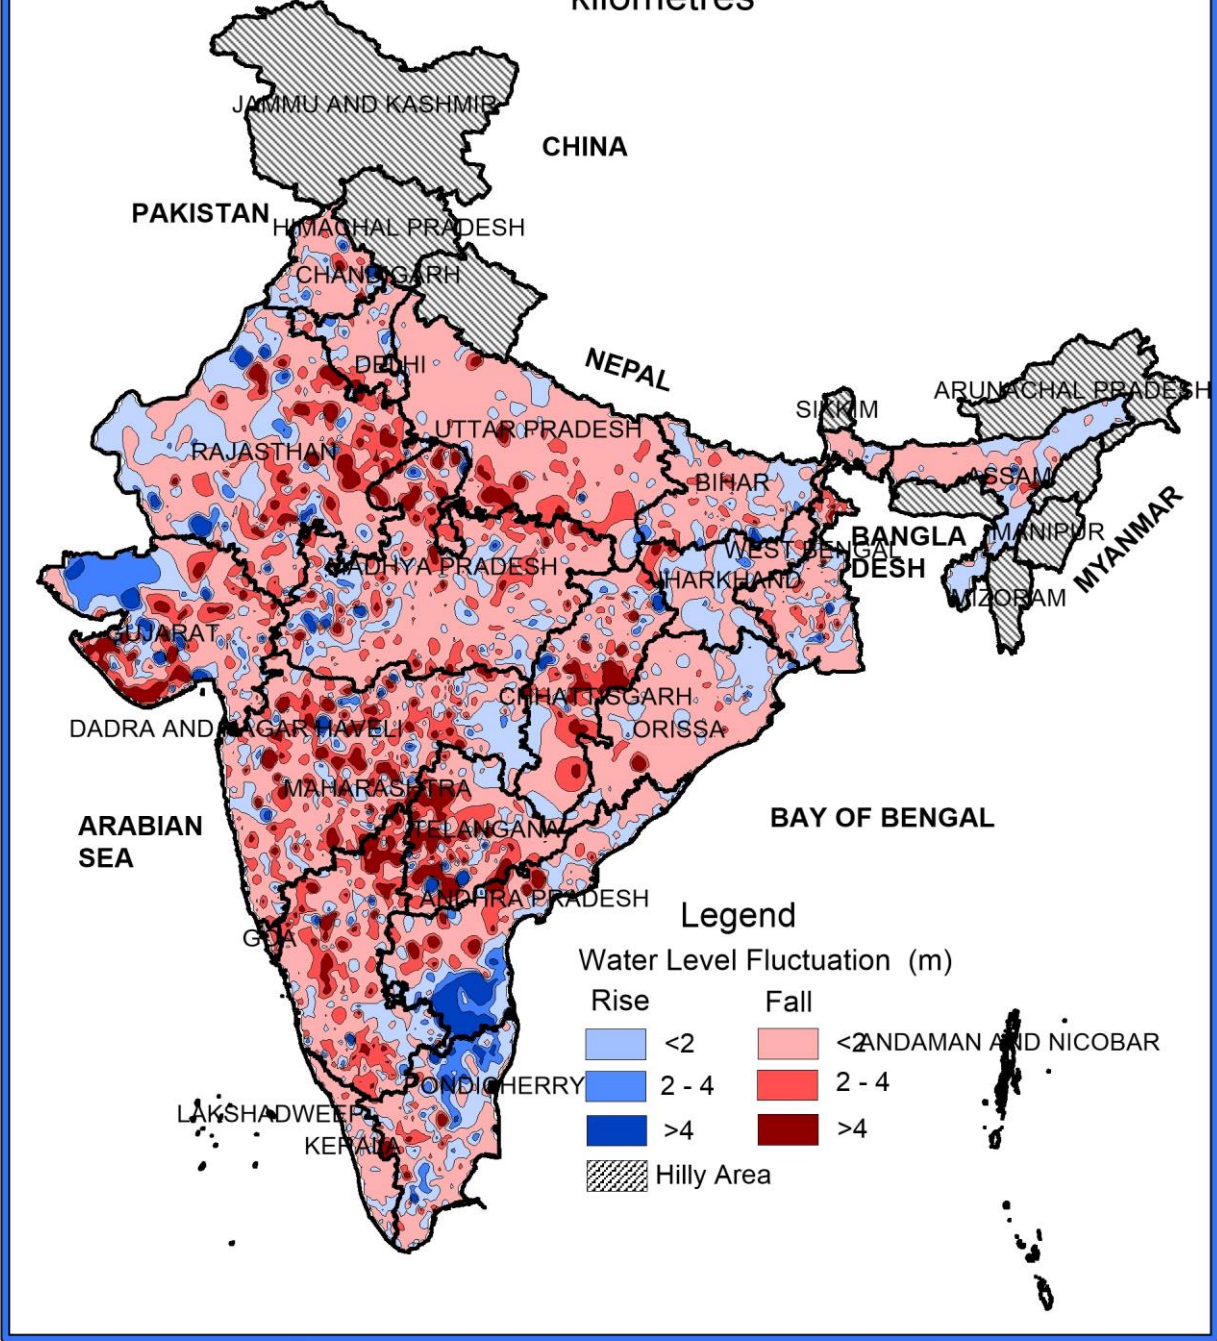 kilometres
JAMMU AND KASHMIR
CHINA
PAKISTAN
HIMACHAL PRADESH
CHANDIGARH
NEPAL
DELHI
ARUNACHAL PRADESH
SIKKIM
UTTAR PRADESH
RAJASTHAN
ASSAM
BIHAR
MYANMAR
BANGLA
DESH
MANIPUR
WEST BENGAL
MADHYA PRADESH
JHARKHAND
MIZORAM
GUJARAT
CHHATTISGARH
DADRA AND NAGAR HAVELI
ORISSA
MAHARASHTRA
ARABIAN
SEA
BAY OF BENGAL
TELANGANA
ANDHRA PRADESH
GOA
Legend
Water Level Fluctuation (m)
Rise Fall
<2 <2
ANDAMAN AND NICOBAR
2 - 4 2 - 4
PONDICHERRY
>4 >4
LAKSHADWEEP
KERALA
Hilly Area